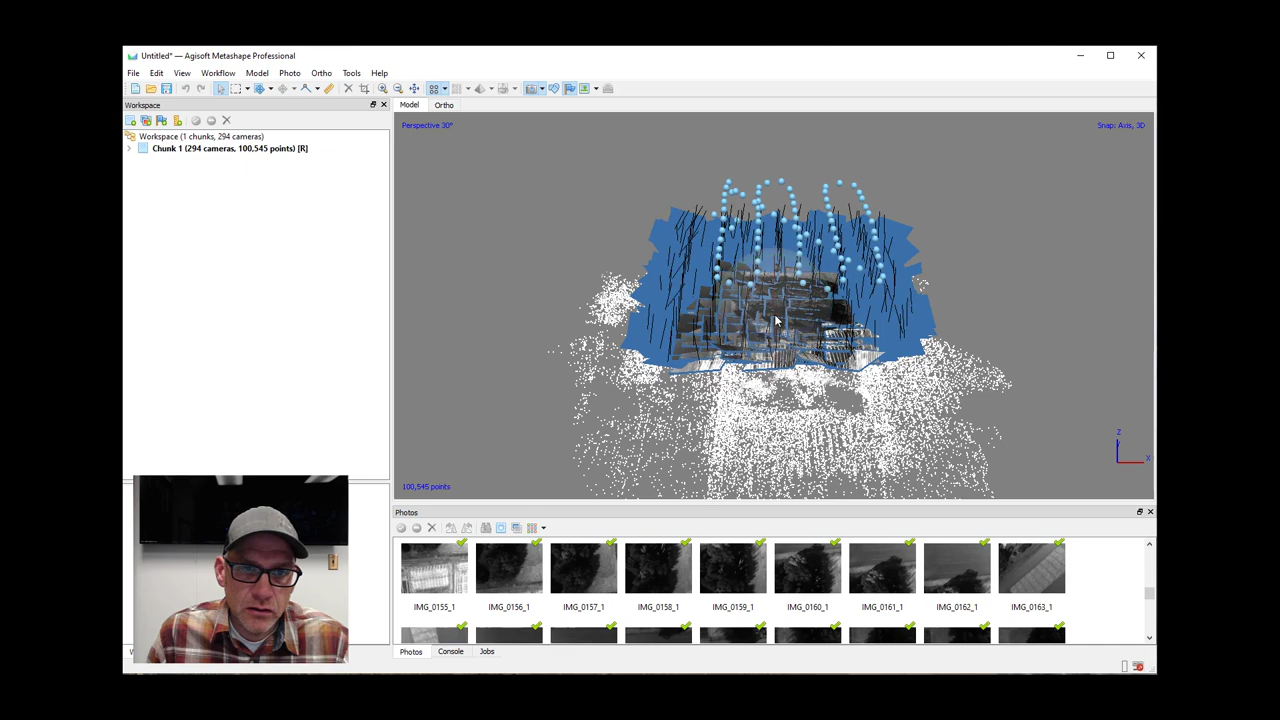 Untitled* — Agisoft Metashape Professional
File Edit View Workflow Model Photo Ortho Tools Help
Workspace
Model Ortho
Workspace (1 chunks, 294 cameras)
Chunk 1 (294 cameras, 100,545 points) [R]
Perspective 30°
Snap: Axis, 3D
Z
X
100,545 points
Photos
IMG_0155_1 IMG_0156_1 IMG_0157_1 IMG_0158_1 IMG_0159_1 IMG_0160_1 IMG_0161_1 IMG_0162_1 IMG_0163_1
Photos Console Jobs